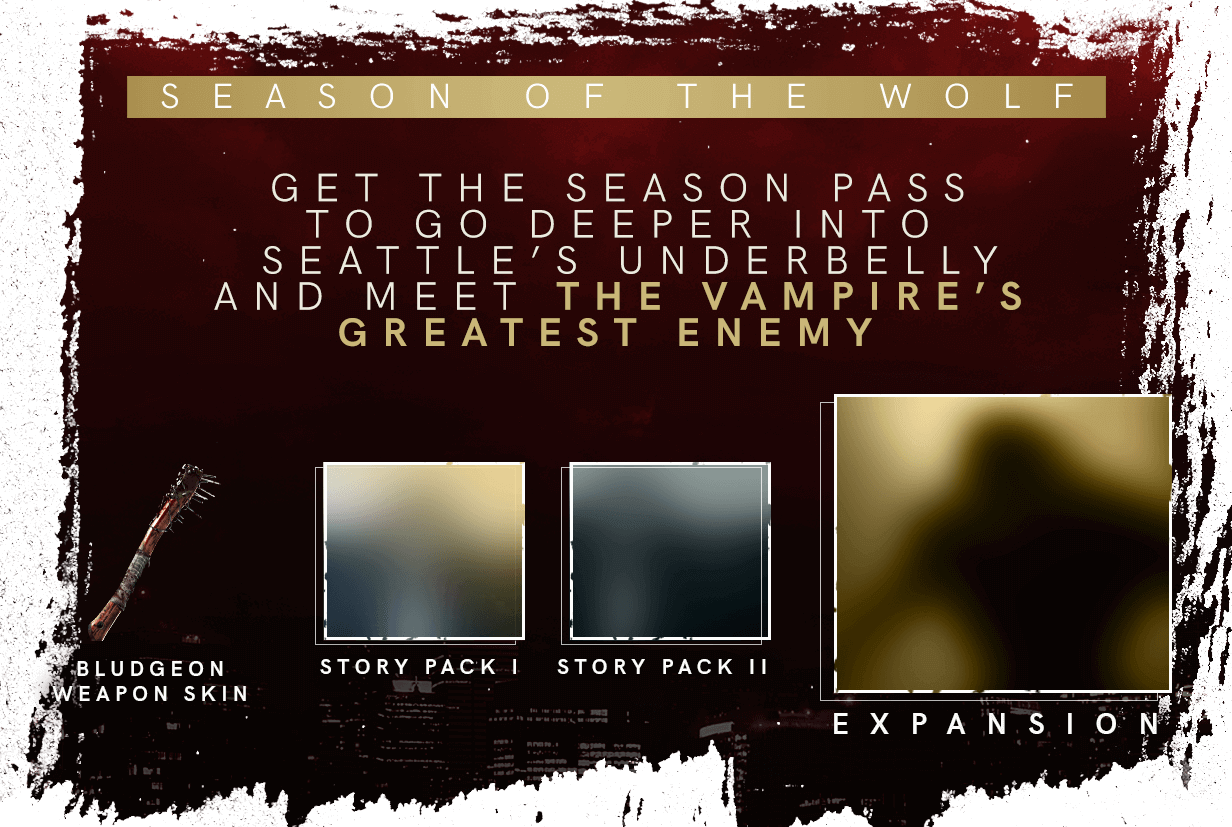 SEASON OF THE WOLF
GET THE SEASON PASS
TO GO DEEPER INTO
SEATTLE’S UNDERBELLY
AND MEET THE VAMPIRE’S
GREATEST ENEMY
BLUDGEON
WEAPON SKIN
STORY PACK I
STORY PACK II
EXPANSION